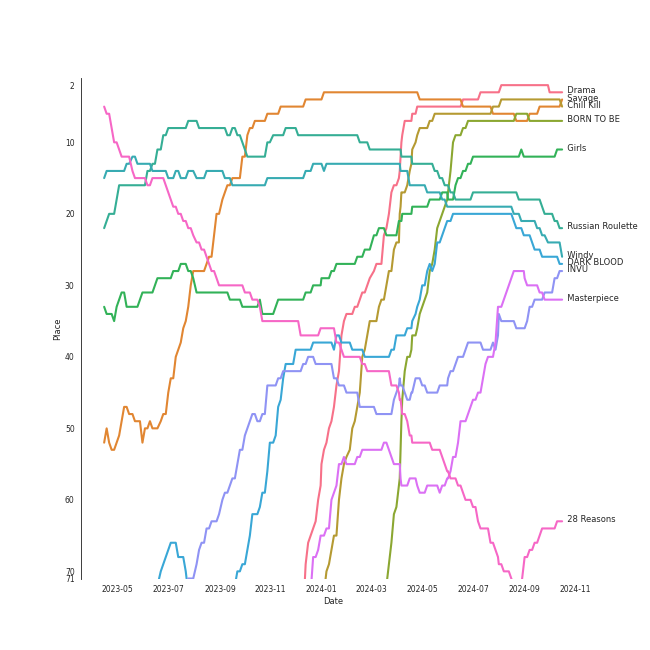 2
10
20
30
40
50
60
70
71
Place
2023-05
2023-07
2023-09
2023-11
2024-01
2024-03
2024-05
2024-07
2024-09
2024-11
Date
Drama
Savage
Chill Kill
BORN TO BE
Girls
Russian Roulette
Windy
DARK BLOOD
INVU
Masterpiece
28 Reasons